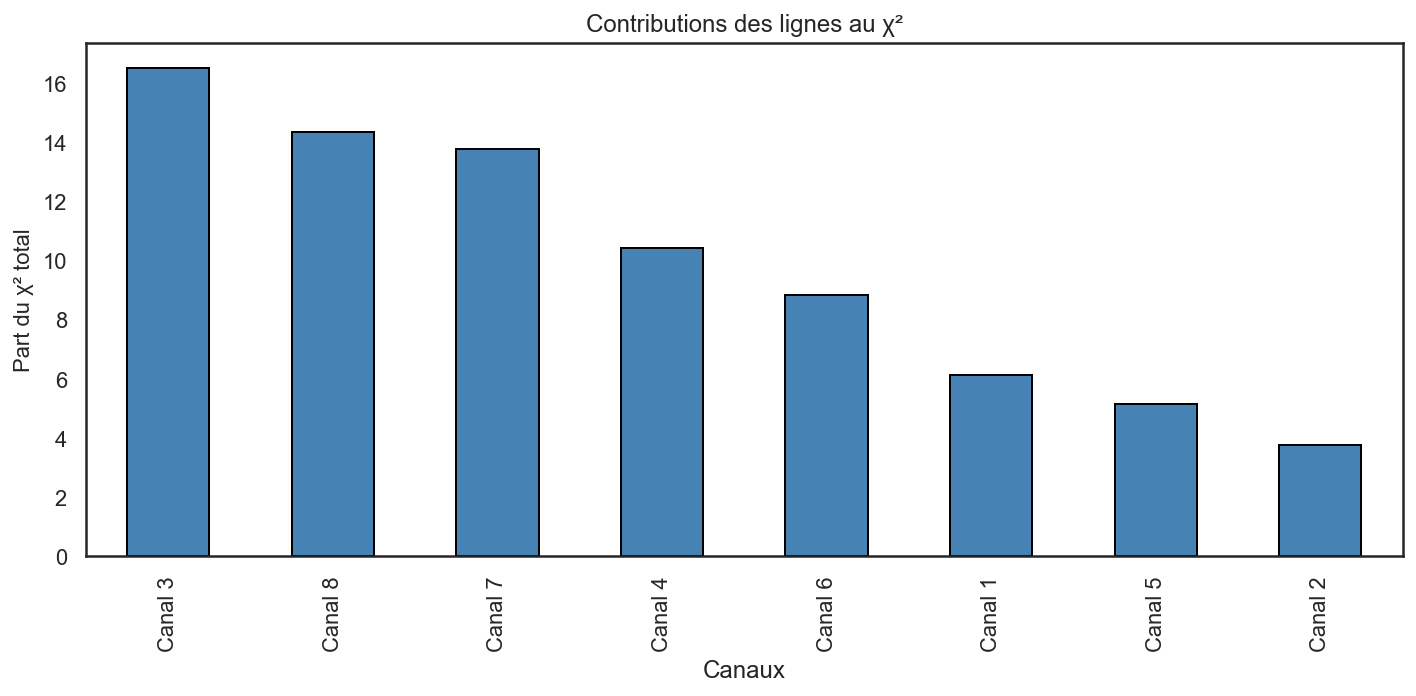 Contributions des lignes au χ²
Part du χ² total
16
14
12
10
8
6
4
2
0
Canal 3
Canal 8
Canal 7
Canal 4
Canal 6
Canal 1
Canal 5
Canal 2
Canaux